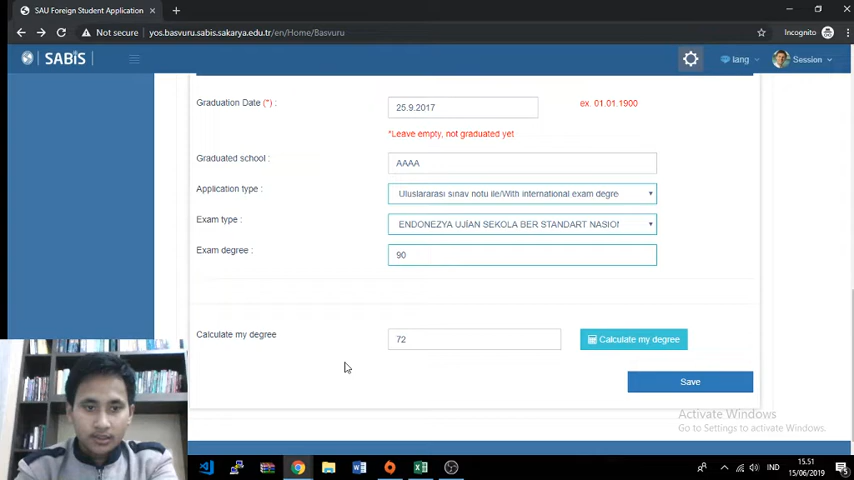 SAU Foreign Student Application
Not secure
yos.basvuru.sabis.sakarya.edu.tr/en/Home/Basvuru
Incognito
SABİS
lang
Session
Graduation Date (*) :
25.9.2017
ex. 01.01.1900
*Leave empty, not graduated yet
Graduated school :
AAAA
Application type :
Uluslararası sınav notu ile/With international exam degre
Exam type :
ENDONEZYA UJİAN SEKOLA BER STANDART NASIO
Exam degree :
90
Calculate my degree
72
Calculate my degree
Save
Activate Windows
Go to Settings to activate Windows.
IND
15.51
15/06/2019